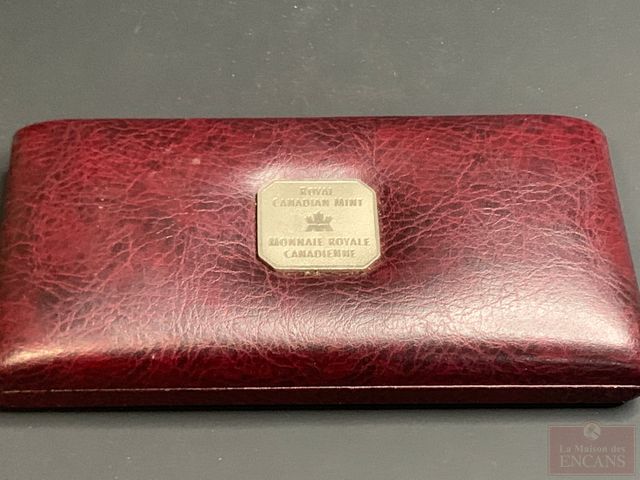 ROYAL
CANADIAN MINT
MONNAIE ROYALE
CANADIENNE
La Maison des
ENCANS